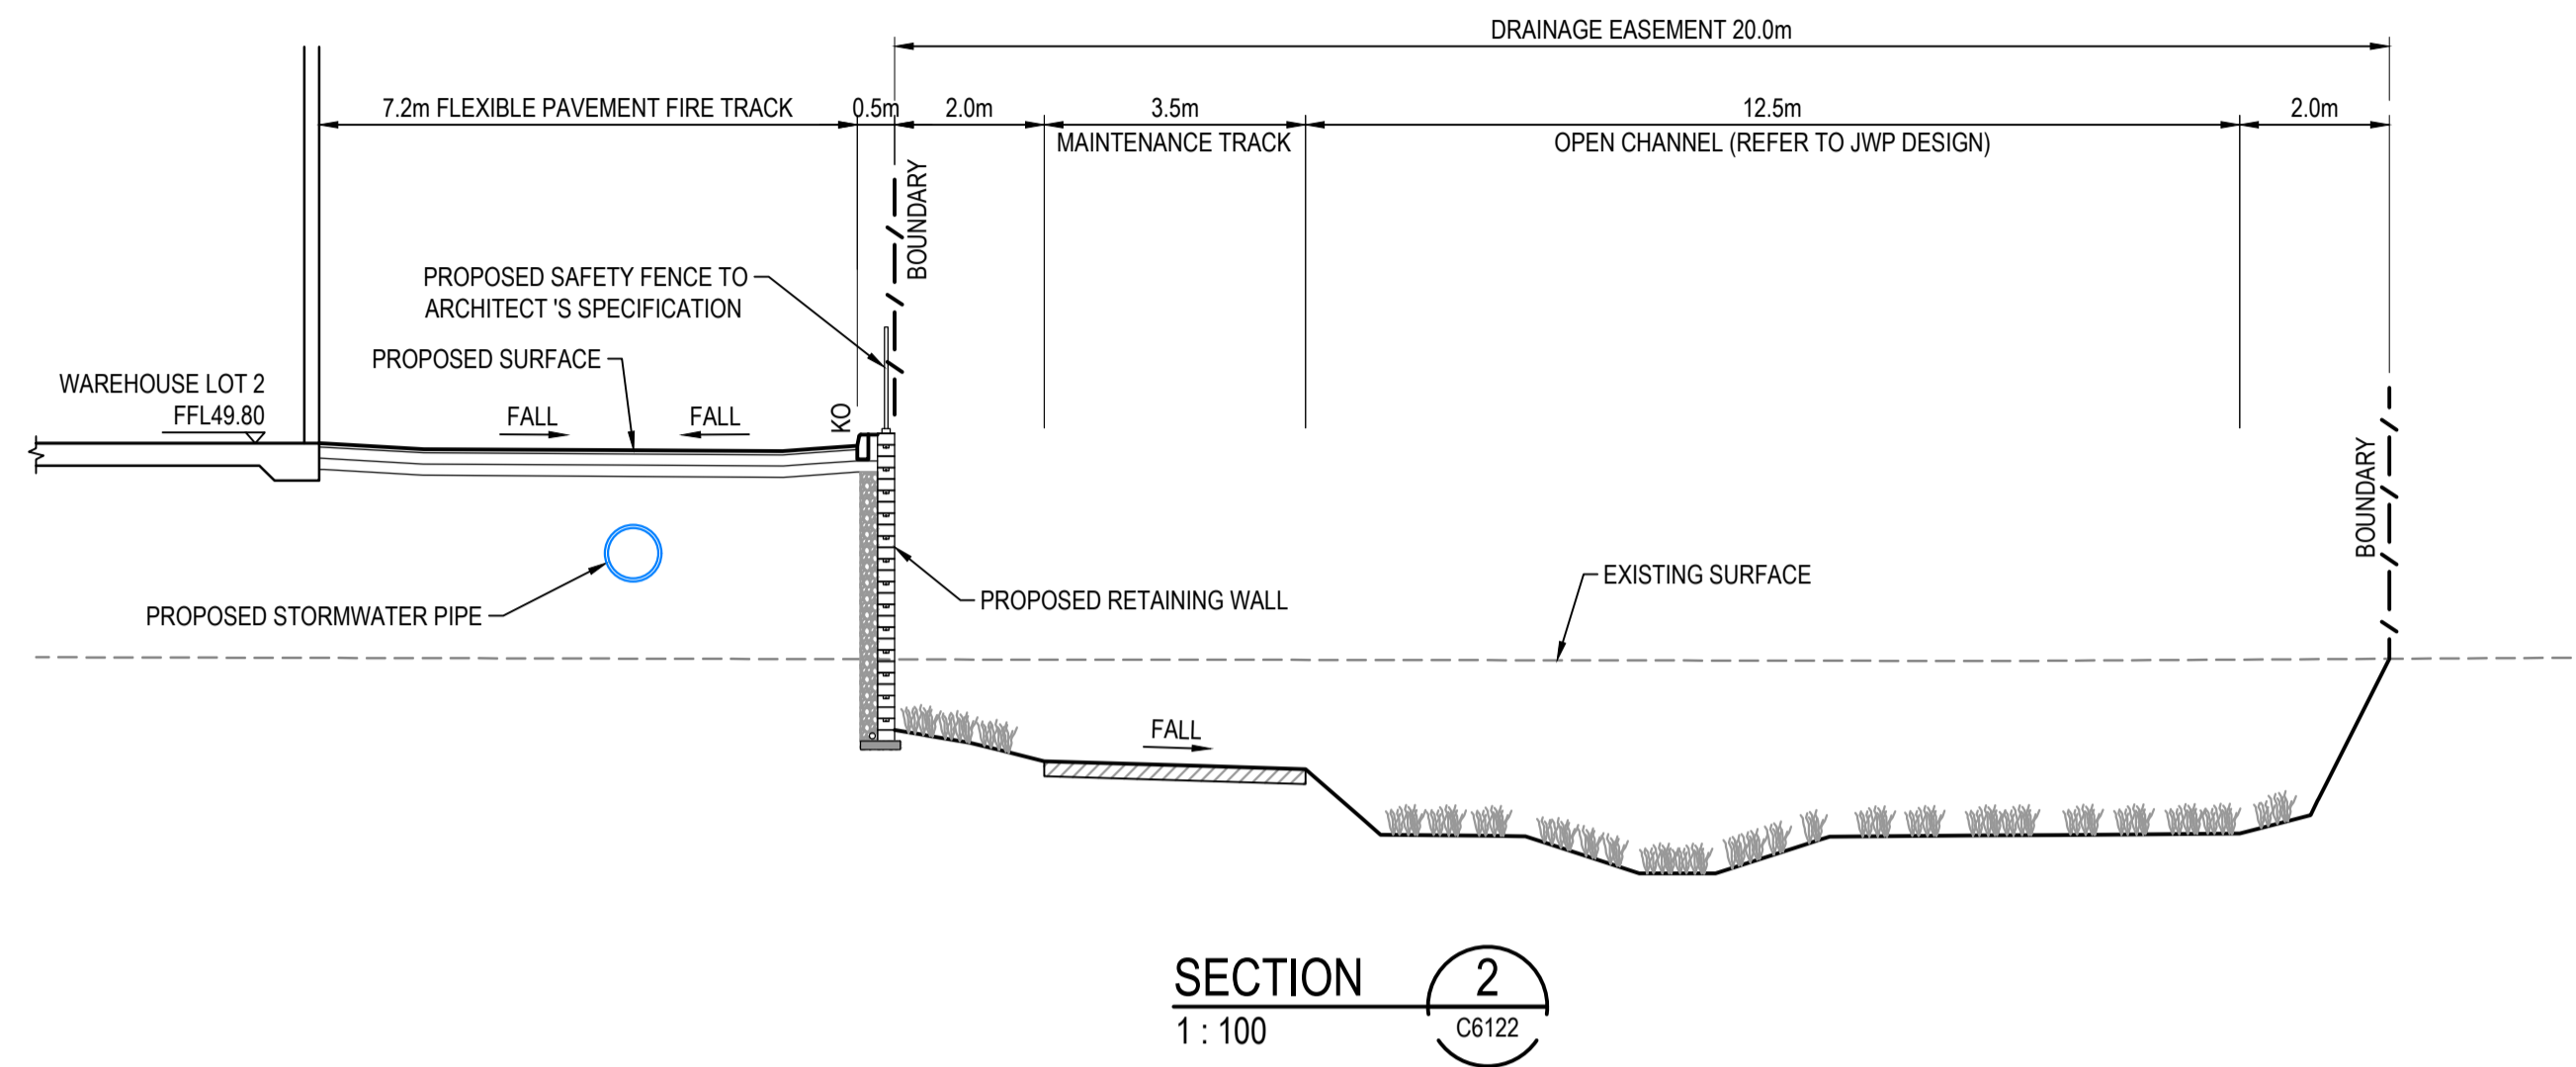 DRAINAGE EASEMENT 20.0m
7.2m FLEXIBLE PAVEMENT FIRE TRACK
0.5m
2.0m
3.5m
MAINTENANCE TRACK
12.5m
OPEN CHANNEL (REFER TO JWP DESIGN)
2.0m
BOUNDARY
PROPOSED SAFETY FENCE TO
ARCHITECT 'S SPECIFICATION
PROPOSED SURFACE
WAREHOUSE LOT 2
FFL49.80
FALL
FALL
KO
BOUNDARY
PROPOSED STORMWATER PIPE
PROPOSED RETAINING WALL
EXISTING SURFACE
FALL
SECTION
1 : 100
2
C6122